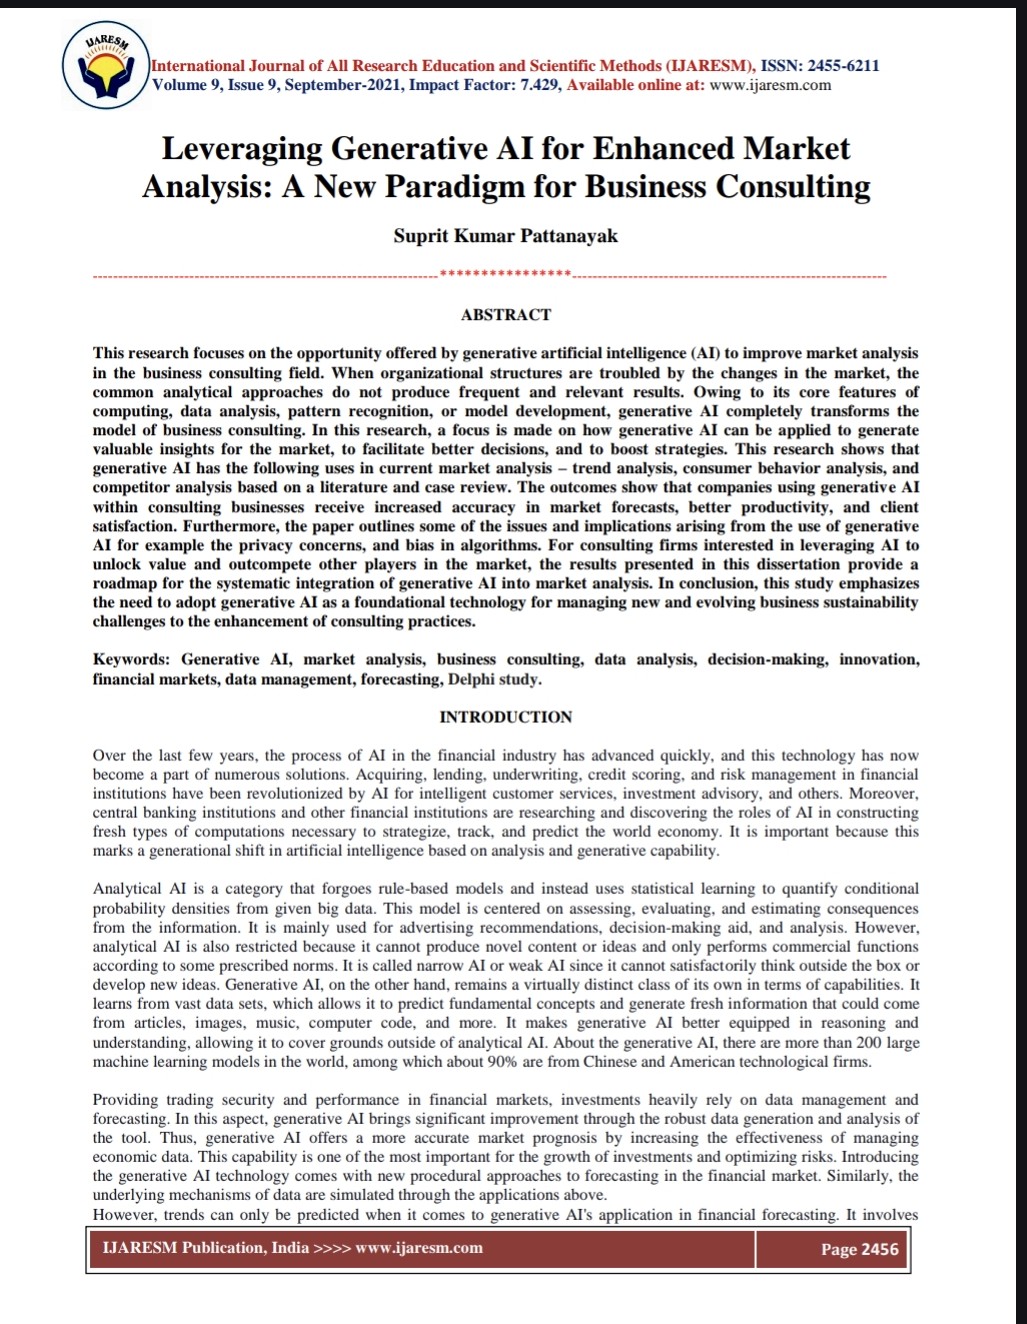 IJARESM
International Journal of All Research Education and Scientific Methods (IJARESM), ISSN: 2455-6211
Volume 9, Issue 9, September-2021, Impact Factor: 7.429, Available online at: www.ijaresm.com
Leveraging Generative AI for Enhanced Market
Analysis: A New Paradigm for Business Consulting
Suprit Kumar Pattanayak
****************
ABSTRACT
This research focuses on the opportunity offered by generative artificial intelligence (AI) to improve market analysis
in the business consulting field. When organizational structures are troubled by the changes in the market, the
common analytical approaches do not produce frequent and relevant results. Owing to its core features of
computing, data analysis, pattern recognition, or model development, generative AI completely transforms the
model of business consulting. In this research, a focus is made on how generative AI can be applied to generate
valuable insights for the market, to facilitate better decisions, and to boost strategies. This research shows that
generative AI has the following uses in current market analysis – trend analysis, consumer behavior analysis, and
competitor analysis based on a literature and case review. The outcomes show that companies using generative AI
within consulting businesses receive increased accuracy in market forecasts, better productivity, and client
satisfaction. Furthermore, the paper outlines some of the issues and implications arising from the use of generative
AI for example the privacy concerns, and bias in algorithms. For consulting firms interested in leveraging AI to
unlock value and outcompete other players in the market, the results presented in this dissertation provide a
roadmap for the systematic integration of generative AI into market analysis. In conclusion, this study emphasizes
the need to adopt generative AI as a foundational technology for managing new and evolving business sustainability
challenges to the enhancement of consulting practices.
Keywords: Generative AI, market analysis, business consulting, data analysis, decision-making, innovation,
financial markets, data management, forecasting, Delphi study.
INTRODUCTION
Over the last few years, the process of AI in the financial industry has advanced quickly, and this technology has now
become a part of numerous solutions. Acquiring, lending, underwriting, credit scoring, and risk management in financial
institutions have been revolutionized by AI for intelligent customer services, investment advisory, and others. Moreover,
central banking institutions and other financial institutions are researching and discovering the roles of AI in constructing
fresh types of computations necessary to strategize, track, and predict the world economy. It is important because this
marks a generational shift in artificial intelligence based on analysis and generative capability.
Analytical AI is a category that forgoes rule-based models and instead uses statistical learning to quantify conditional
probability densities from given big data. This model is centered on assessing, evaluating, and estimating consequences
from the information. It is mainly used for advertising recommendations, decision-making aid, and analysis. However,
analytical AI is also restricted because it cannot produce novel content or ideas and only performs commercial functions
according to some prescribed norms. It is called narrow AI or weak AI since it cannot satisfactorily think outside the box or
develop new ideas. Generative AI, on the other hand, remains a virtually distinct class of its own in terms of capabilities. It
learns from vast data sets, which allows it to predict fundamental concepts and generate fresh information that could come
from articles, images, music, computer code, and more. It makes generative AI better equipped in reasoning and
understanding, allowing it to cover grounds outside of analytical AI. About the generative AI, there are more than 200 large
machine learning models in the world, among which about 90% are from Chinese and American technological firms.
Providing trading security and performance in financial markets, investments heavily rely on data management and
forecasting. In this aspect, generative AI brings significant improvement through the robust data generation and analysis of
the tool. Thus, generative AI offers a more accurate market prognosis by increasing the effectiveness of managing
economic data. This capability is one of the most important for the growth of investments and optimizing risks. Introducing
the generative AI technology comes with new procedural approaches to forecasting in the financial market. Similarly, the
underlying mechanisms of data are simulated through the applications above.
However, trends can only be predicted when it comes to generative AI's application in financial forecasting. It involves
IJARESM Publication, India >>>> www.ijaresm.com
Page 2456